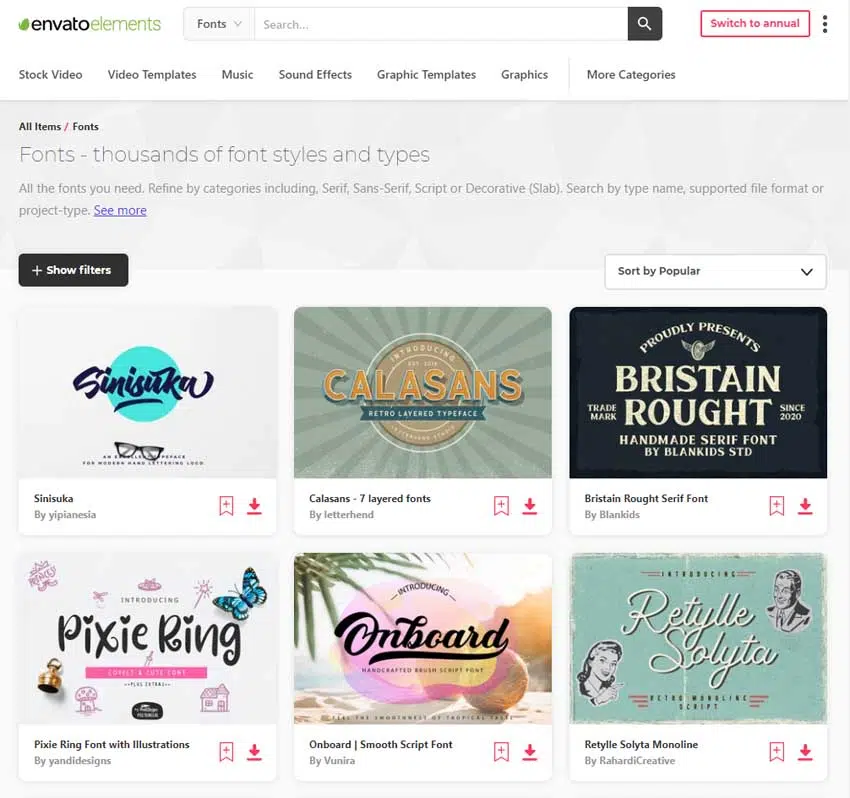 envatoelements
Fonts
Search...
Switch to annual
Stock Video
Video Templates
Music
Sound Effects
Graphic Templates
Graphics
More Categories
All Items / Fonts
Fonts - thousands of font styles and types
All the fonts you need. Refine by categories including, Serif, Sans-Serif, Script or Decorative (Slab). Search by type name, supported file format or
project-type. See more
+ Show filters
Sort by Popular
Sinisuka
AN EXCELLENT TYPEFACE
FOR MODERN HAND LETTERING LOGO
Sinisuka
By yipianesia
INTRODUCING
EST. 2019
CALASANS
RETRO LAYERED TYPEFACE
LETTERHEND STUDIO
Calasans - 7 layered fonts
By letterhend
PROUDLY PRESENTS
BRISTAIN
TRADE
MARK
ROUGHT
SINCE
2020
HANDMADE SERIF FONT
BY BLANKIDS STD
Bristain Rought Serif Font
By Blankids
INTRODUCING
Pixie Ring
LOVELY & CUTE FONT
PLUS EXTRAS
Pixie Ring Font with Illustrations
By yandidesigns
INTRODUCING
Onboard
HANDCRAFTED BRUSH SCRIPT FONT
FEEL THE SMOOTHNESS OF TROPICAL TASTE
Onboard | Smooth Script Font
By Vunira
INTRODUCING
Retylle
Solyta
RETRO MONOLINE
SCRIPT
Retylle Solyta Monoline
By RahardiCreative